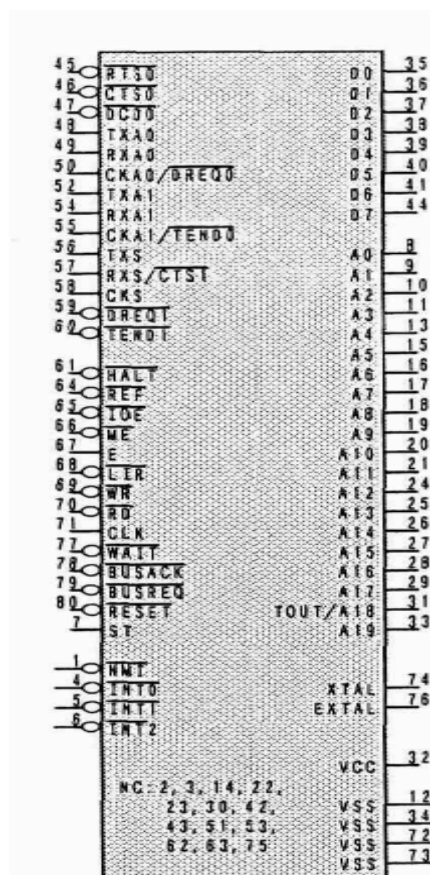 45 RTS0 D0 35
46 CTS0 D1 36
47 DCD0 D2 37
48 TXA0 D3 38
49 RXA0 D4 39
50 CKA0/DREQ0 D5 40
52 TXA1 D6 41
54 RXA1 D7 44
55 CKA1/TEND0
56 TXS A0 8
57 RXS/CTS1 A1 9
58 CKS A2 10
59 DREQ1 A3 11
60 TEND1 A4 13
A5 15
61 HALT A6 16
64 REF A7 17
65 IOE A8 18
66 ME A9 19
67 E A10 20
68 LIR A11 21
69 WR A12 24
70 RD A13 25
71 CLK A14 26
77 WAIT A15 27
78 BUSACK A16 28
79 BUSREQ A17 29
80 RESET TOUT/A18 31
7 ST A19 33
1 NMI
4 INT0 XTAL 74
5 INT1 EXTAL 76
6 INT2
VCC 32
NC: 2, 3, 14, 22,
23, 30, 42, VSS 12
43, 51, 53, VSS 34
62, 63, 75 VSS 72
VSS 73